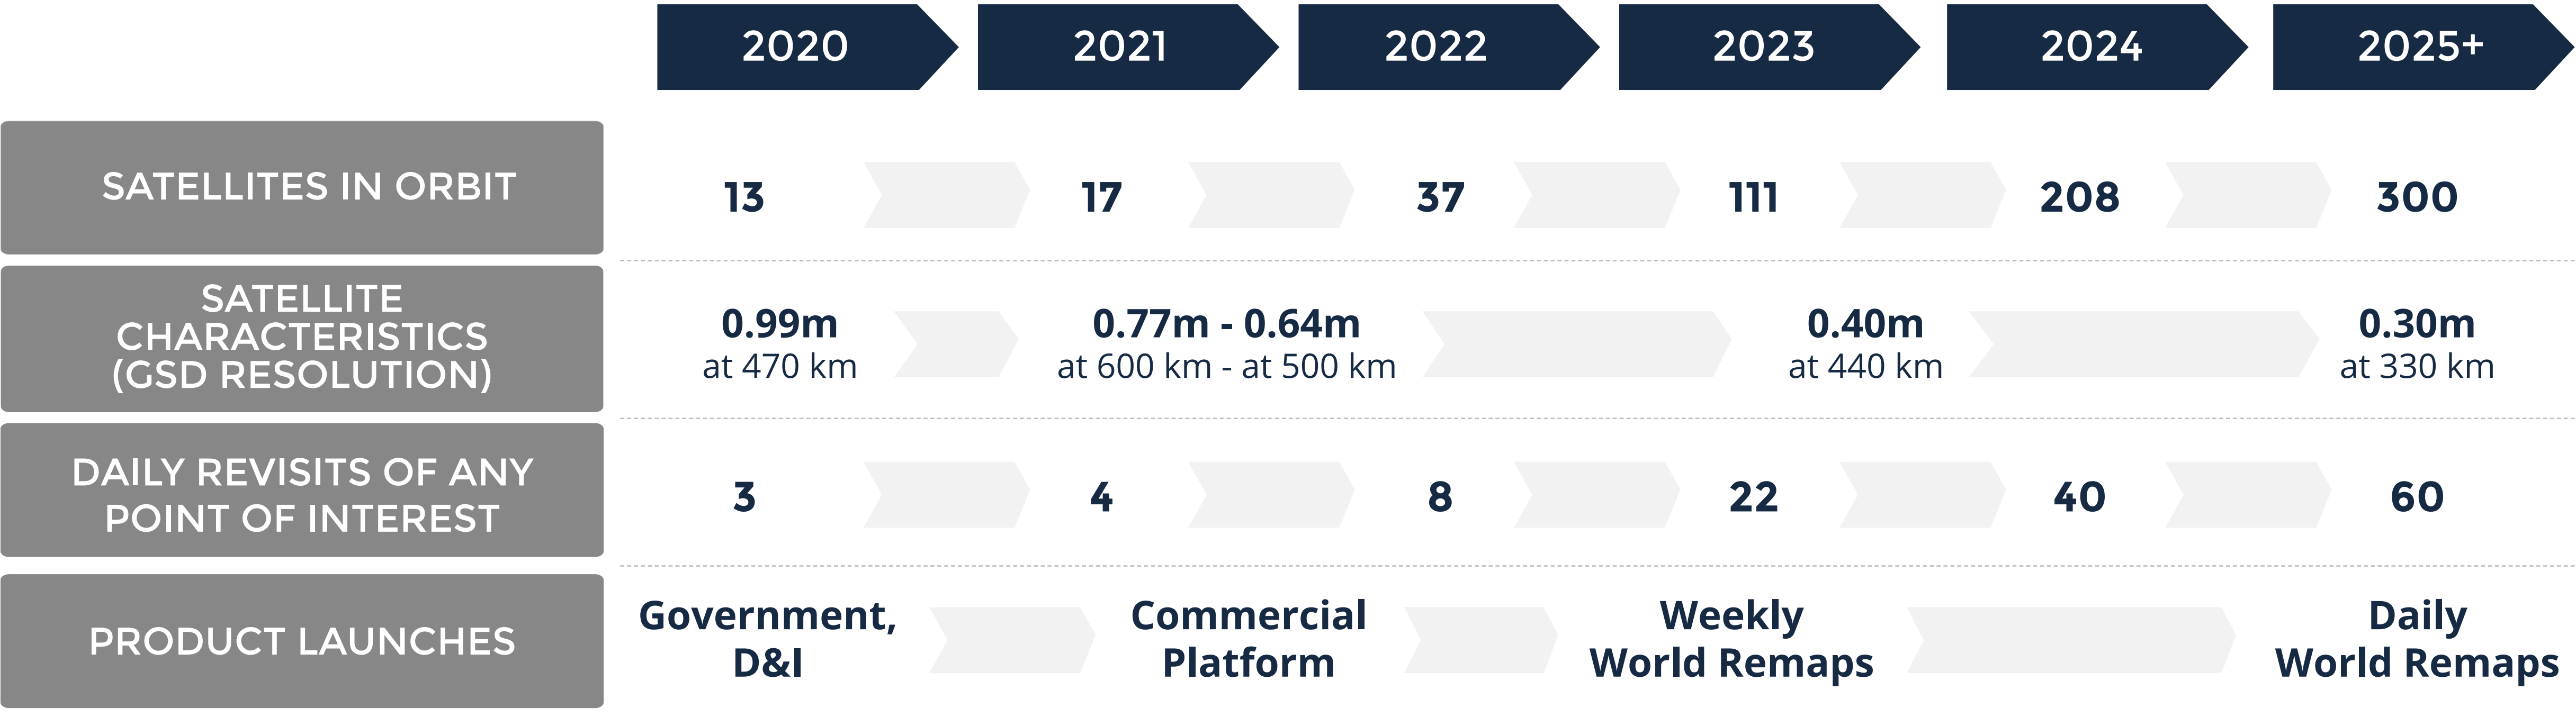 2020 2021 2022 2023 2024 2025+
SATELLITES IN ORBIT
13 17 37 111 208 300
SATELLITE
CHARACTERISTICS
(GSD RESOLUTION)
0.99m 0.77m - 0.64m 0.40m 0.30m
at 470 km at 600 km - at 500 km at 440 km at 330 km
DAILY REVISITS OF ANY
POINT OF INTEREST
3 4 8 22 40 60
PRODUCT LAUNCHES
Government, Commercial Weekly Daily
D&I Platform World Remaps World Remaps